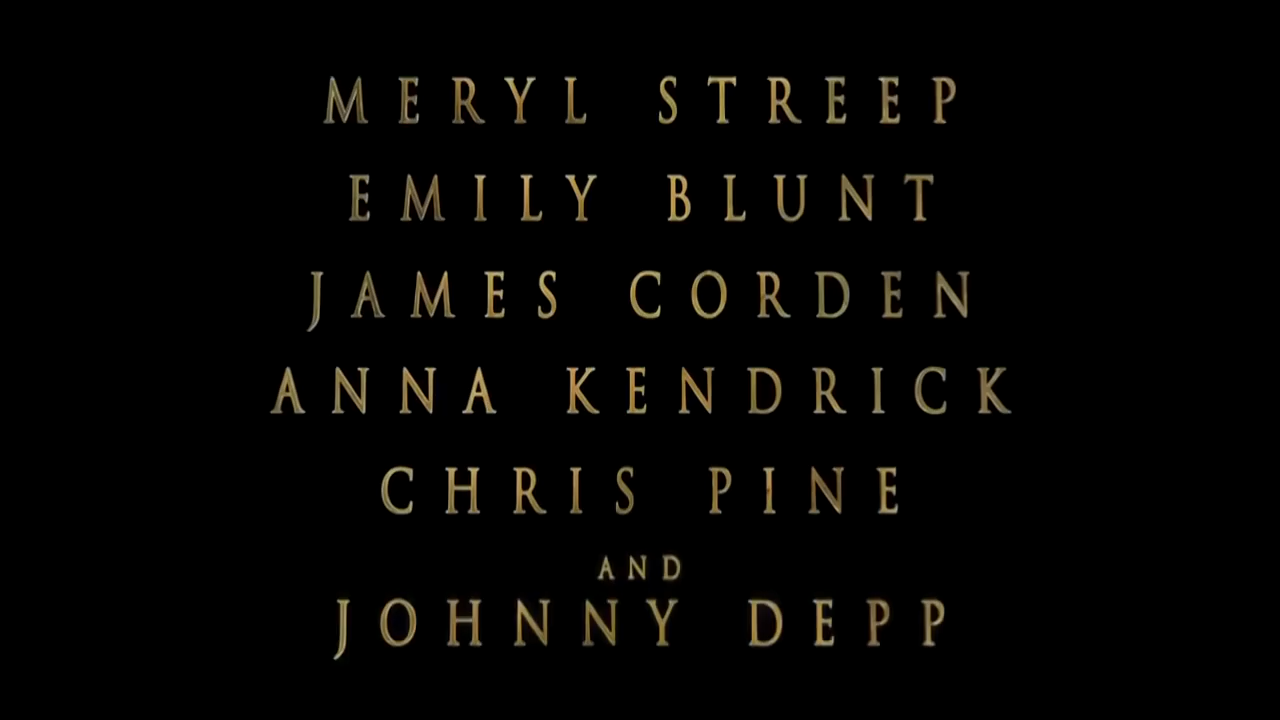 MERYL STREEP
EMILY BLUNT
JAMES CORDEN
ANNA KENDRICK
CHRIS PINE
AND
JOHNNY DEPP